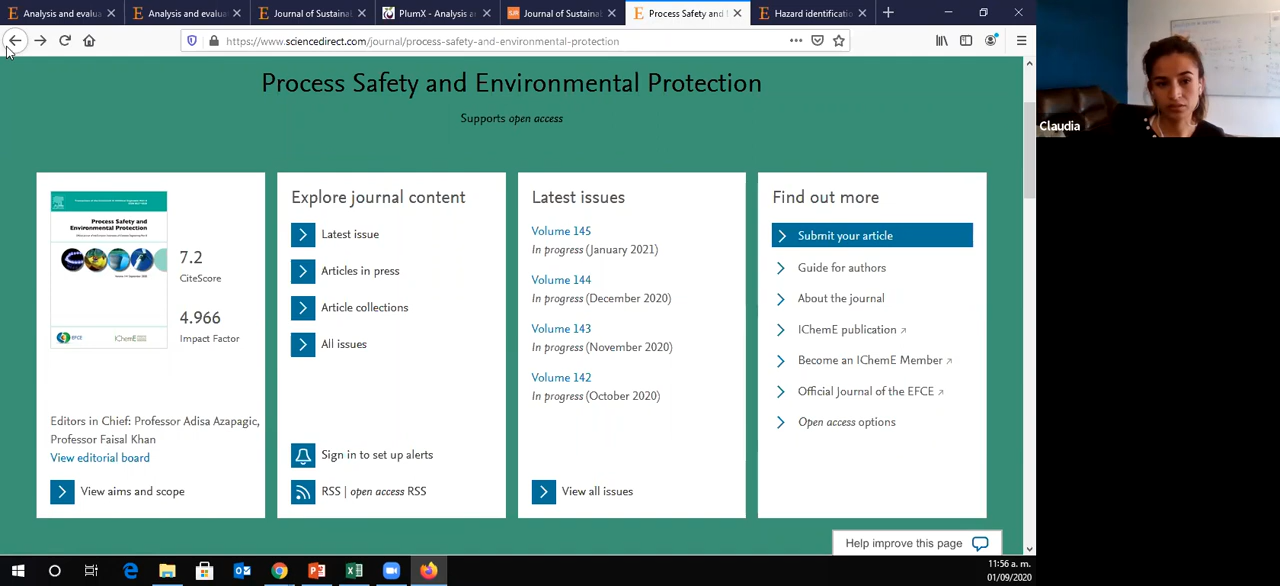 Analysis and evalua
Analysis and evalua
Journal of Sustaina
PlumX - Analysis a
Journal of Sustaina
Process Safety and
Hazard identificatio
https://www.sciencedirect.com/journal/process-safety-and-environmental-protection
Claudia
Process Safety and Environmental Protection
Supports open access
Process Safety and
Environmental Protection
EFCE
IChemE
7.2
CiteScore
4.966
Impact Factor
Editors in Chief: Professor Adisa Azapagic,
Professor Faisal Khan
View editorial board
View aims and scope
Explore journal content
Latest issue
Articles in press
Article collections
All issues
Sign in to set up alerts
RSS | open access RSS
Latest issues
Volume 145
In progress (January 2021)
Volume 144
In progress (December 2020)
Volume 143
In progress (November 2020)
Volume 142
In progress (October 2020)
View all issues
Find out more
Submit your article
Guide for authors
About the journal
IChemE publication
Become an IChemE Member
Official Journal of the EFCE
Open access options
Help improve this page
11:56 a. m.
01/09/2020